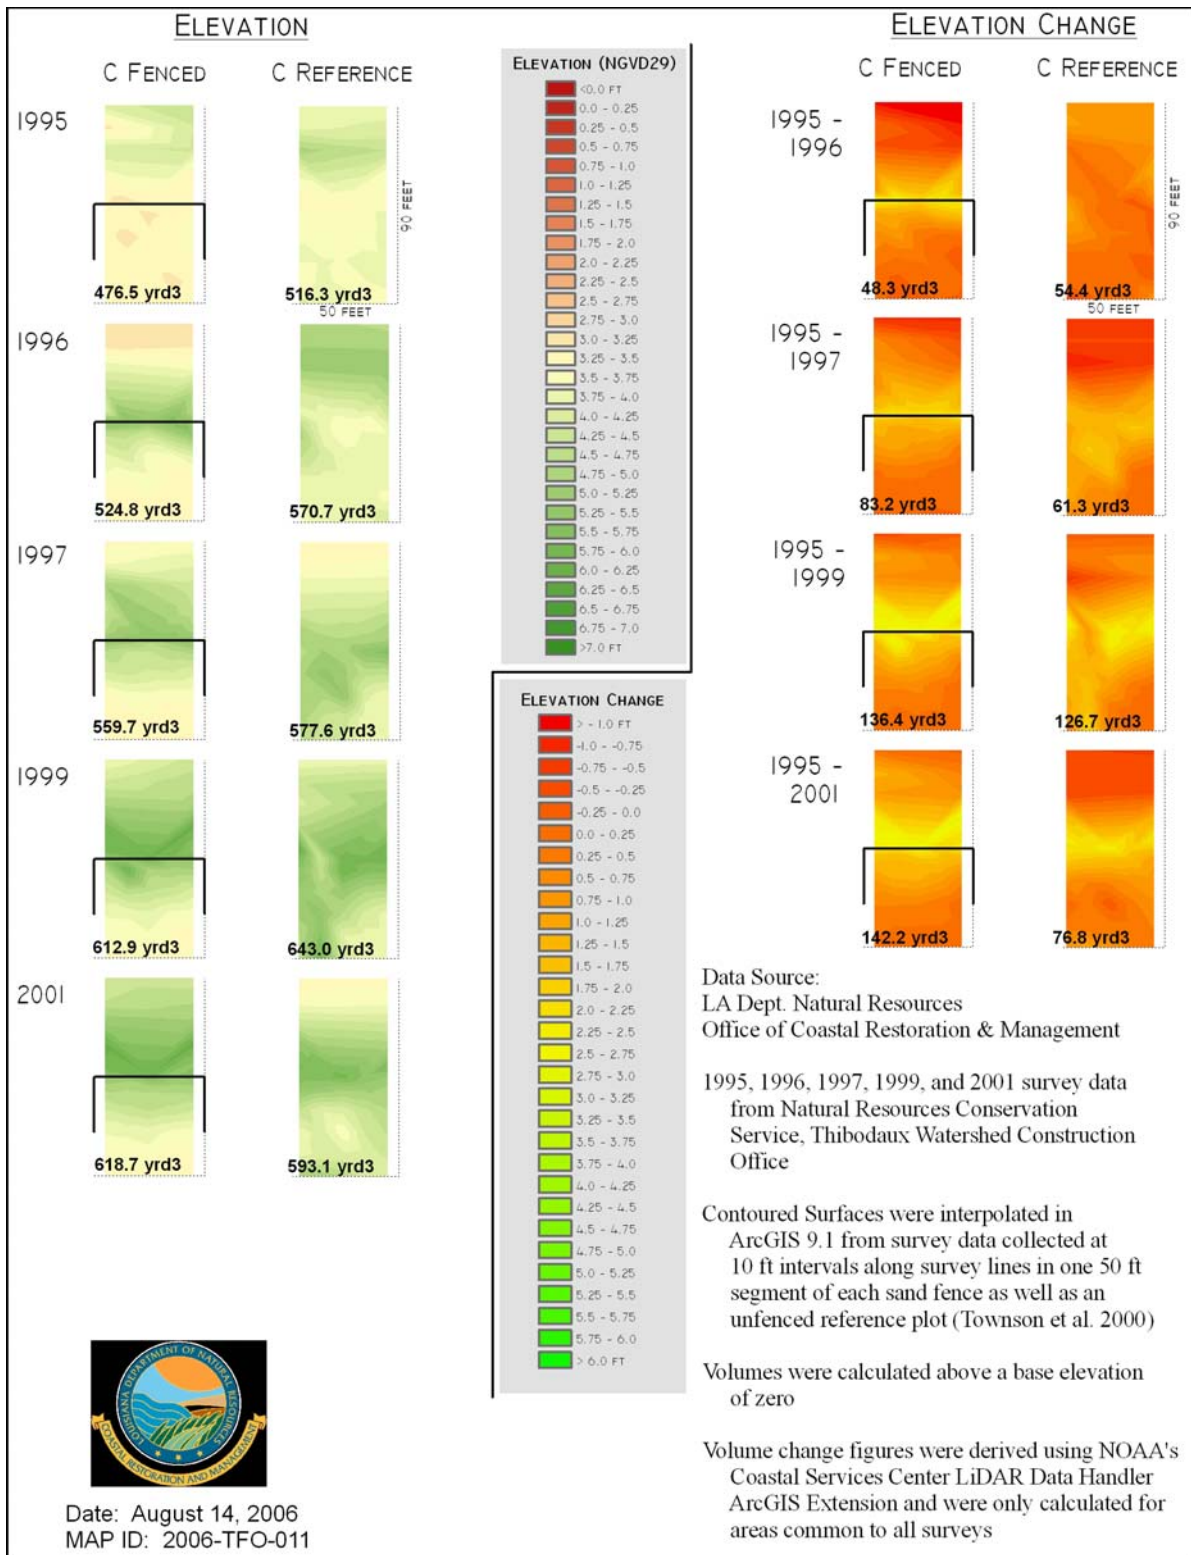 ELEVATION
C FENCED
C REFERENCE
1995
90 FEET
476.5 yrd3
516.3 yrd3
50 FEET
1996
524.8 yrd3
570.7 yrd3
1997
559.7 yrd3
577.6 yrd3
1999
612.9 yrd3
643.0 yrd3
2001
618.7 yrd3
593.1 yrd3
ELEVATION (NGVD29)
<0.0 FT
0.0 - 0.25
0.25 - 0.5
0.5 - 0.75
0.75 - 1.0
1.0 - 1.25
1.25 - 1.5
1.5 - 1.75
1.75 - 2.0
2.0 - 2.25
2.25 - 2.5
2.5 - 2.75
2.75 - 3.0
3.0 - 3.25
3.25 - 3.5
3.5 - 3.75
3.75 - 4.0
4.0 - 4.25
4.25 - 4.5
4.5 - 4.75
4.75 - 5.0
5.0 - 5.25
5.25 - 5.5
5.5 - 5.75
5.75 - 6.0
6.0 - 6.25
6.25 - 6.5
6.5 - 6.75
6.75 - 7.0
>7.0 FT
ELEVATION CHANGE
> - 1.0 FT
-1.0 - -0.75
-0.75 - -0.5
-0.5 - -0.25
-0.25 - 0.0
0.0 - 0.25
0.25 - 0.5
0.5 - 0.75
0.75 - 1.0
1.0 - 1.25
1.25 - 1.5
1.5 - 1.75
1.75 - 2.0
2.0 - 2.25
2.25 - 2.5
2.5 - 2.75
2.75 - 3.0
3.0 - 3.25
3.25 - 3.5
3.5 - 3.75
3.75 - 4.0
4.0 - 4.25
4.25 - 4.5
4.5 - 4.75
4.75 - 5.0
5.0 - 5.25
5.25 - 5.5
5.5 - 5.75
5.75 - 6.0
> 6.0 FT
ELEVATION CHANGE
C FENCED
C REFERENCE
1995 -
1996
90 FEET
48.3 yrd3
54.4 yrd3
50 FEET
1995 -
1997
83.2 yrd3
61.3 yrd3
1995 -
1999
136.4 yrd3
126.7 yrd3
1995 -
2001
142.2 yrd3
76.8 yrd3
Data Source:
LA Dept. Natural Resources
Office of Coastal Restoration & Management
1995, 1996, 1997, 1999, and 2001 survey data
from Natural Resources Conservation
Service, Thibodaux Watershed Construction
Office
Contoured Surfaces were interpolated in
ArcGIS 9.1 from survey data collected at
10 ft intervals along survey lines in one 50 ft
segment of each sand fence as well as an
unfenced reference plot (Townson et al. 2000)
Volumes were calculated above a base elevation
of zero
Volume change figures were derived using NOAA's
Coastal Services Center LiDAR Data Handler
ArcGIS Extension and were only calculated for
areas common to all surveys
LOUISIANA DEPARTMENT OF NATURAL RESOURCES
COASTAL RESTORATION AND MANAGEMENT
Date: August 14, 2006
MAP ID: 2006-TFO-011